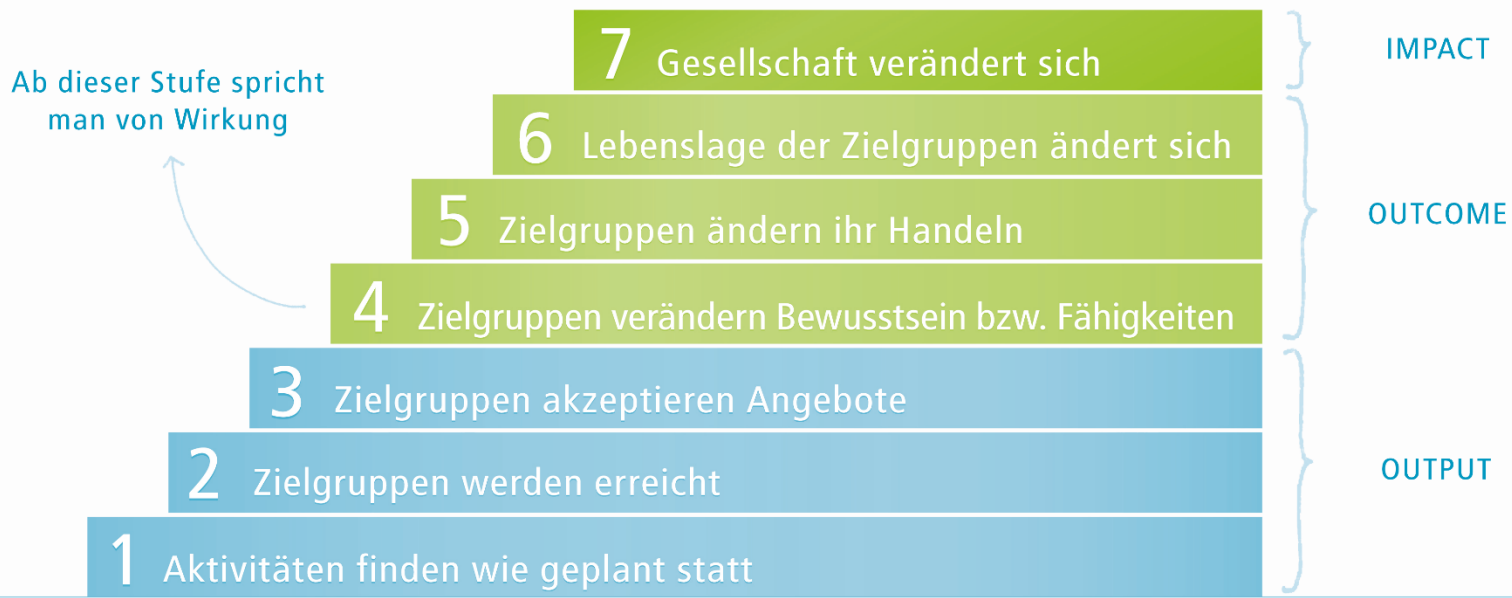 7 Gesellschaft verändert sich
IMPACT
Ab dieser Stufe spricht
man von Wirkung
6 Lebenslage der Zielgruppen ändert sich
5 Zielgruppen ändern ihr Handeln
OUTCOME
4 Zielgruppen verändern Bewusstsein bzw. Fähigkeiten
3 Zielgruppen akzeptieren Angebote
2 Zielgruppen werden erreicht
OUTPUT
1 Aktivitäten finden wie geplant statt